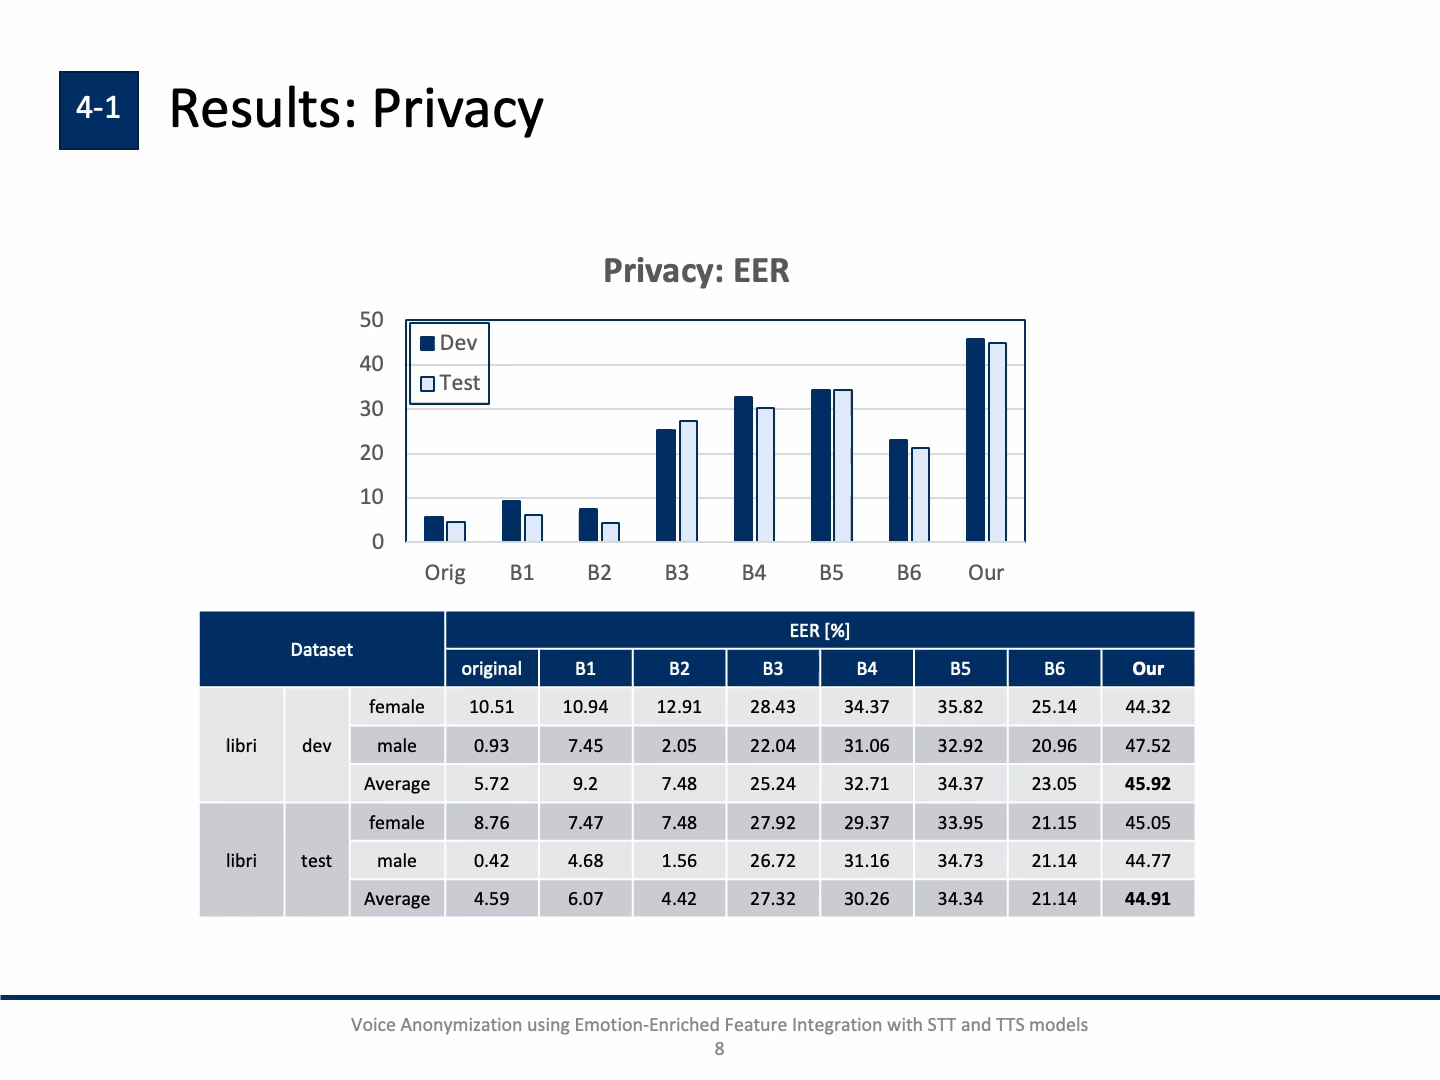 4-1
Results: Privacy
Privacy: EER
50
40
30
20
10
0
Dev
Test
Orig B1 B2 B3 B4 B5 B6 Our
Dataset EER [%]
original B1 B2 B3 B4 B5 B6 Our
libri dev female 10.51 10.94 12.91 28.43 34.37 35.82 25.14 44.32
male 0.93 7.45 2.05 22.04 31.06 32.92 20.96 47.52
Average 5.72 9.2 7.48 25.24 32.71 34.37 23.05 45.92
libri test female 8.76 7.47 7.48 27.92 29.37 33.95 21.15 45.05
male 0.42 4.68 1.56 26.72 31.16 34.73 21.14 44.77
Average 4.59 6.07 4.42 27.32 30.26 34.34 21.14 44.91
Voice Anonymization using Emotion-Enriched Feature Integration with STT and TTS models
8